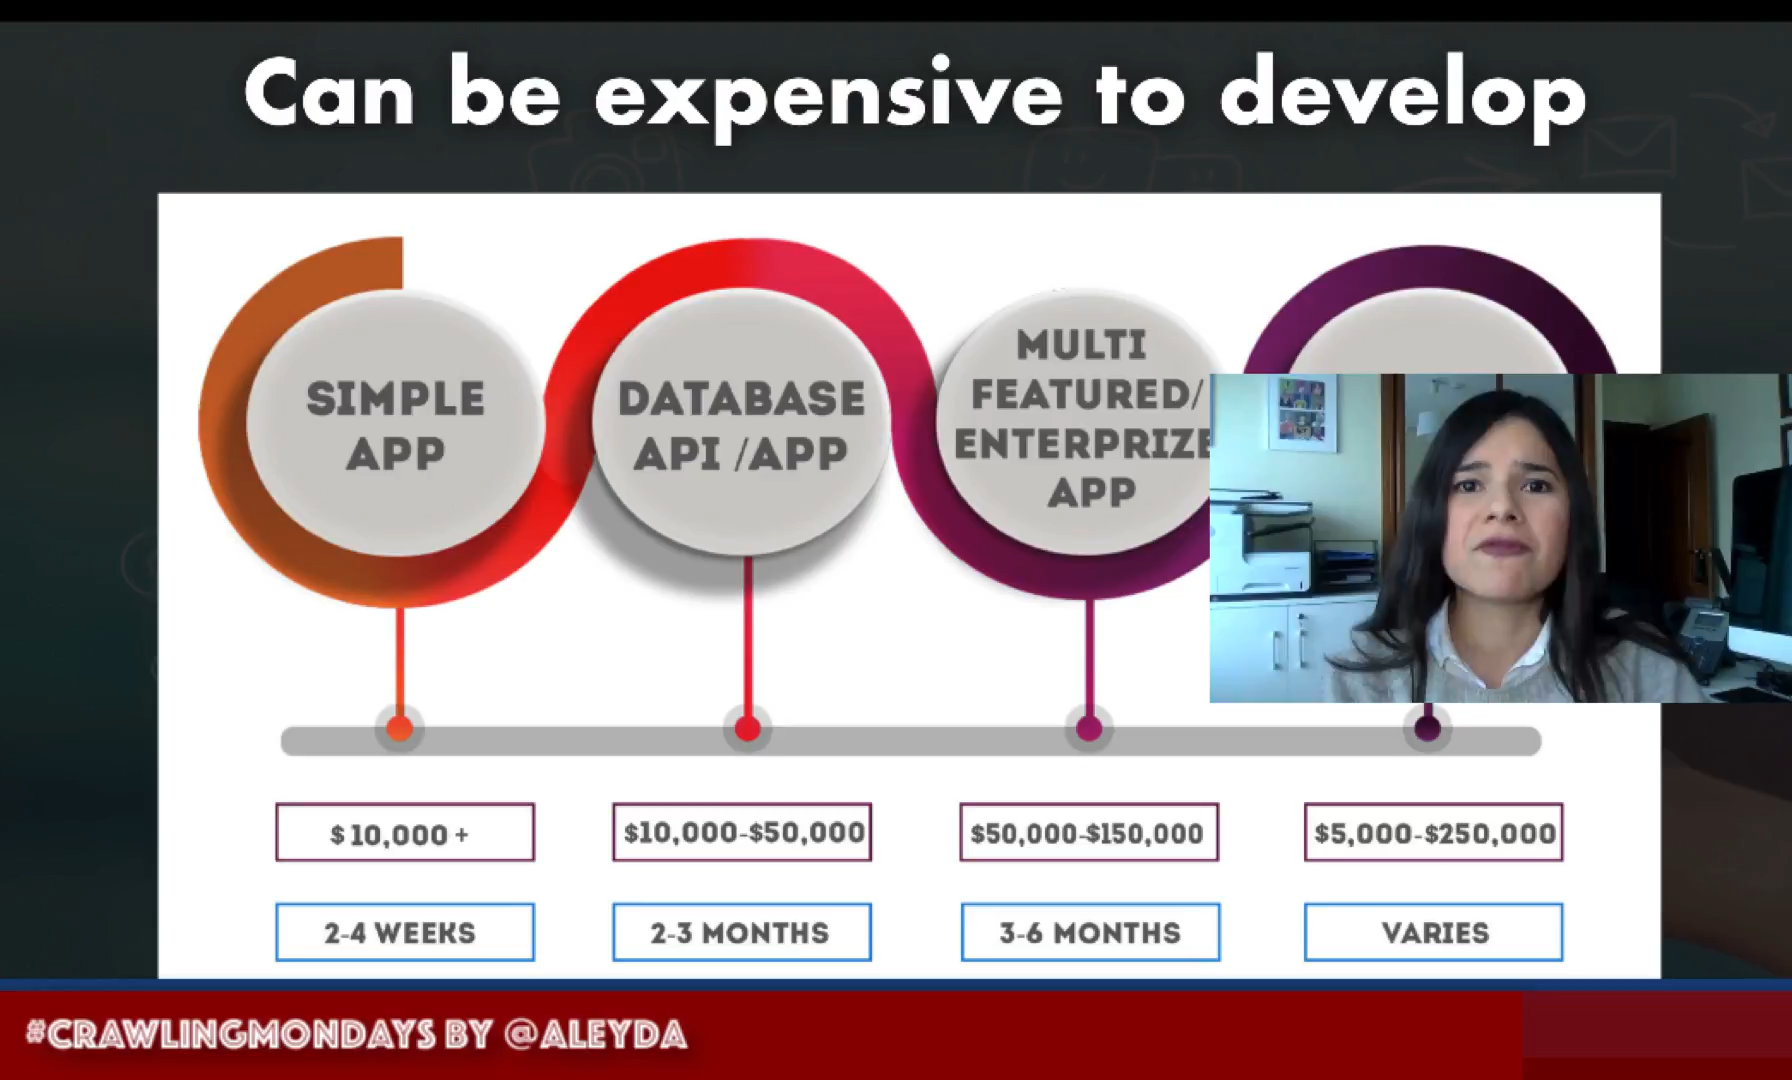 Can be expensive to develop
SIMPLE
APP
DATABASE
API /APP
MULTI
FEATURED/
ENTERPRIZE
APP
$10,000+
$10,000-$50,000
$50,000-$150,000
$5,000-$250,000
2-4 WEEKS
2-3 MONTHS
3-6 MONTHS
VARIES
#CRAWLINGMONDAYS BY @ALEYDA